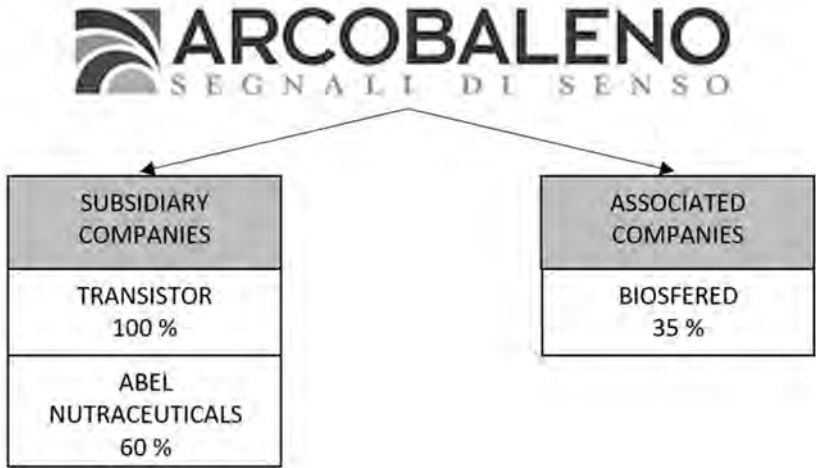 ARCOBALENO
SEGNALI DI SENSO
SUBSIDIARY
COMPANIES
TRANSISTOR
100 %
ABEL
NUTRACEUTICALS
60 %
ASSOCIATED
COMPANIES
BIOSFERED
35 %